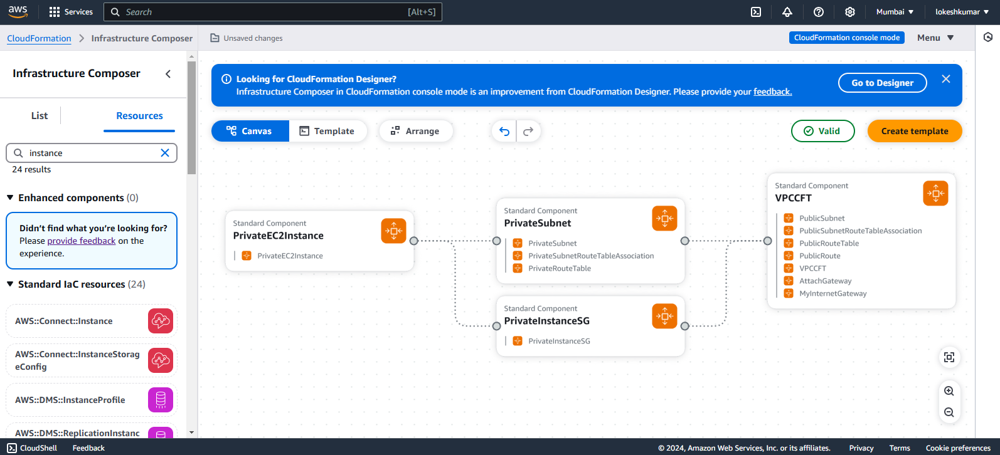 aws Services Search [Alt+S] Mumbai lokeshkumar
CloudFormation Infrastructure Composer Unsaved changes CloudFormation console mode Menu
Infrastructure Composer
List Resources
instance
24 results
Enhanced components (0)
Didn't find what you're looking for?
Please provide feedback on the
experience.
Standard IaC resources (24)
AWS::Connect::Instance
AWS::Connect::InstanceStorag
eConfig
AWS::DMS::InstanceProfile
AWS::DMS::ReplicationInstanc
Looking for CloudFormation Designer?
Infrastructure Composer in CloudFormation console mode is an improvement from CloudFormation Designer. Please provide your feedback.
Go to Designer
Canvas Template Arrange Valid Create template
Standard Component
PrivateEC2Instance
PrivateEC2Instance
Standard Component
PrivateSubnet
PrivateSubnet
PrivateSubnetRouteTableAssociation
PrivateRouteTable
Standard Component
PrivateInstanceSG
PrivateInstanceSG
Standard Component
VPCCFT
PublicSubnet
PublicSubnetRouteTableAssociation
PublicRouteTable
PublicRoute
VPCCFT
AttachGateway
MyInternetGateway
CloudShell Feedback © 2024, Amazon Web Services, Inc. or its affiliates. Privacy Terms Cookie preferences